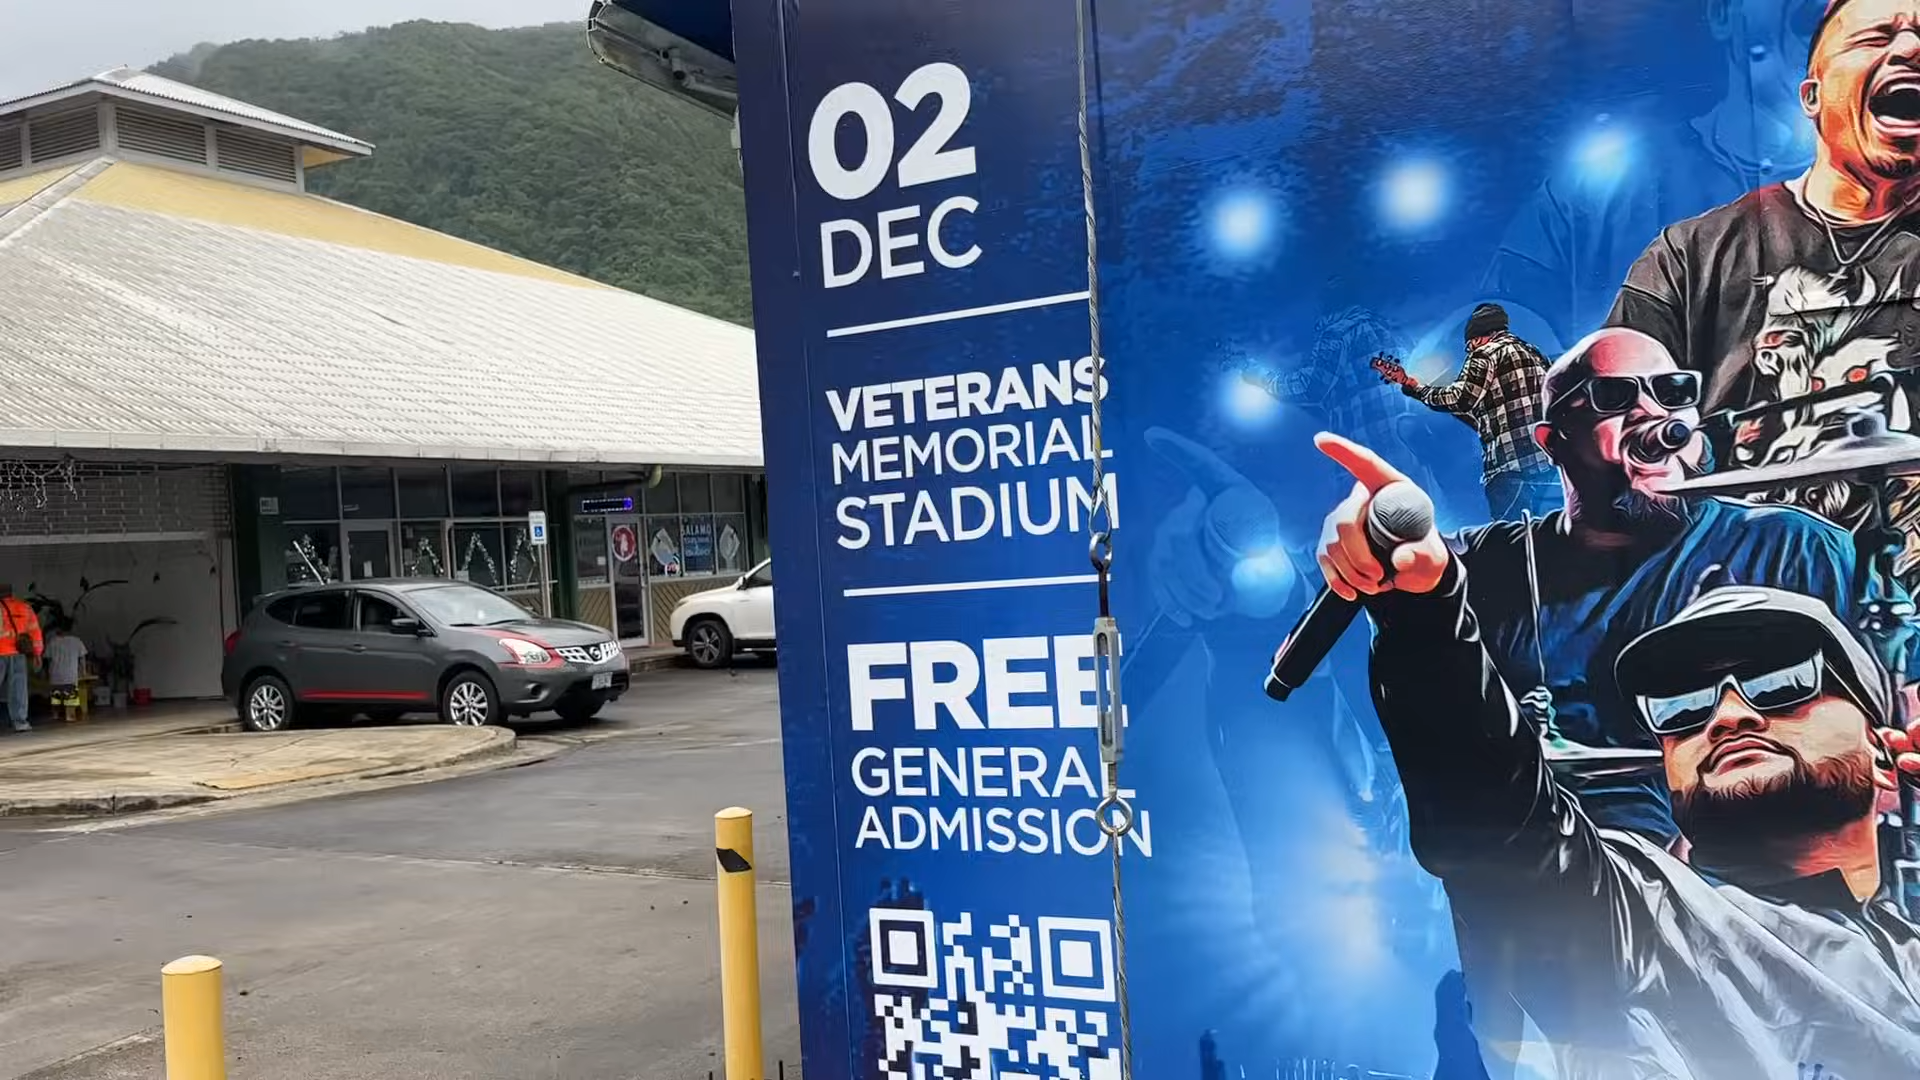 02
DEC
VETERANS
MEMORIAL
STADIUM
FREE
GENERAL
ADMISSION